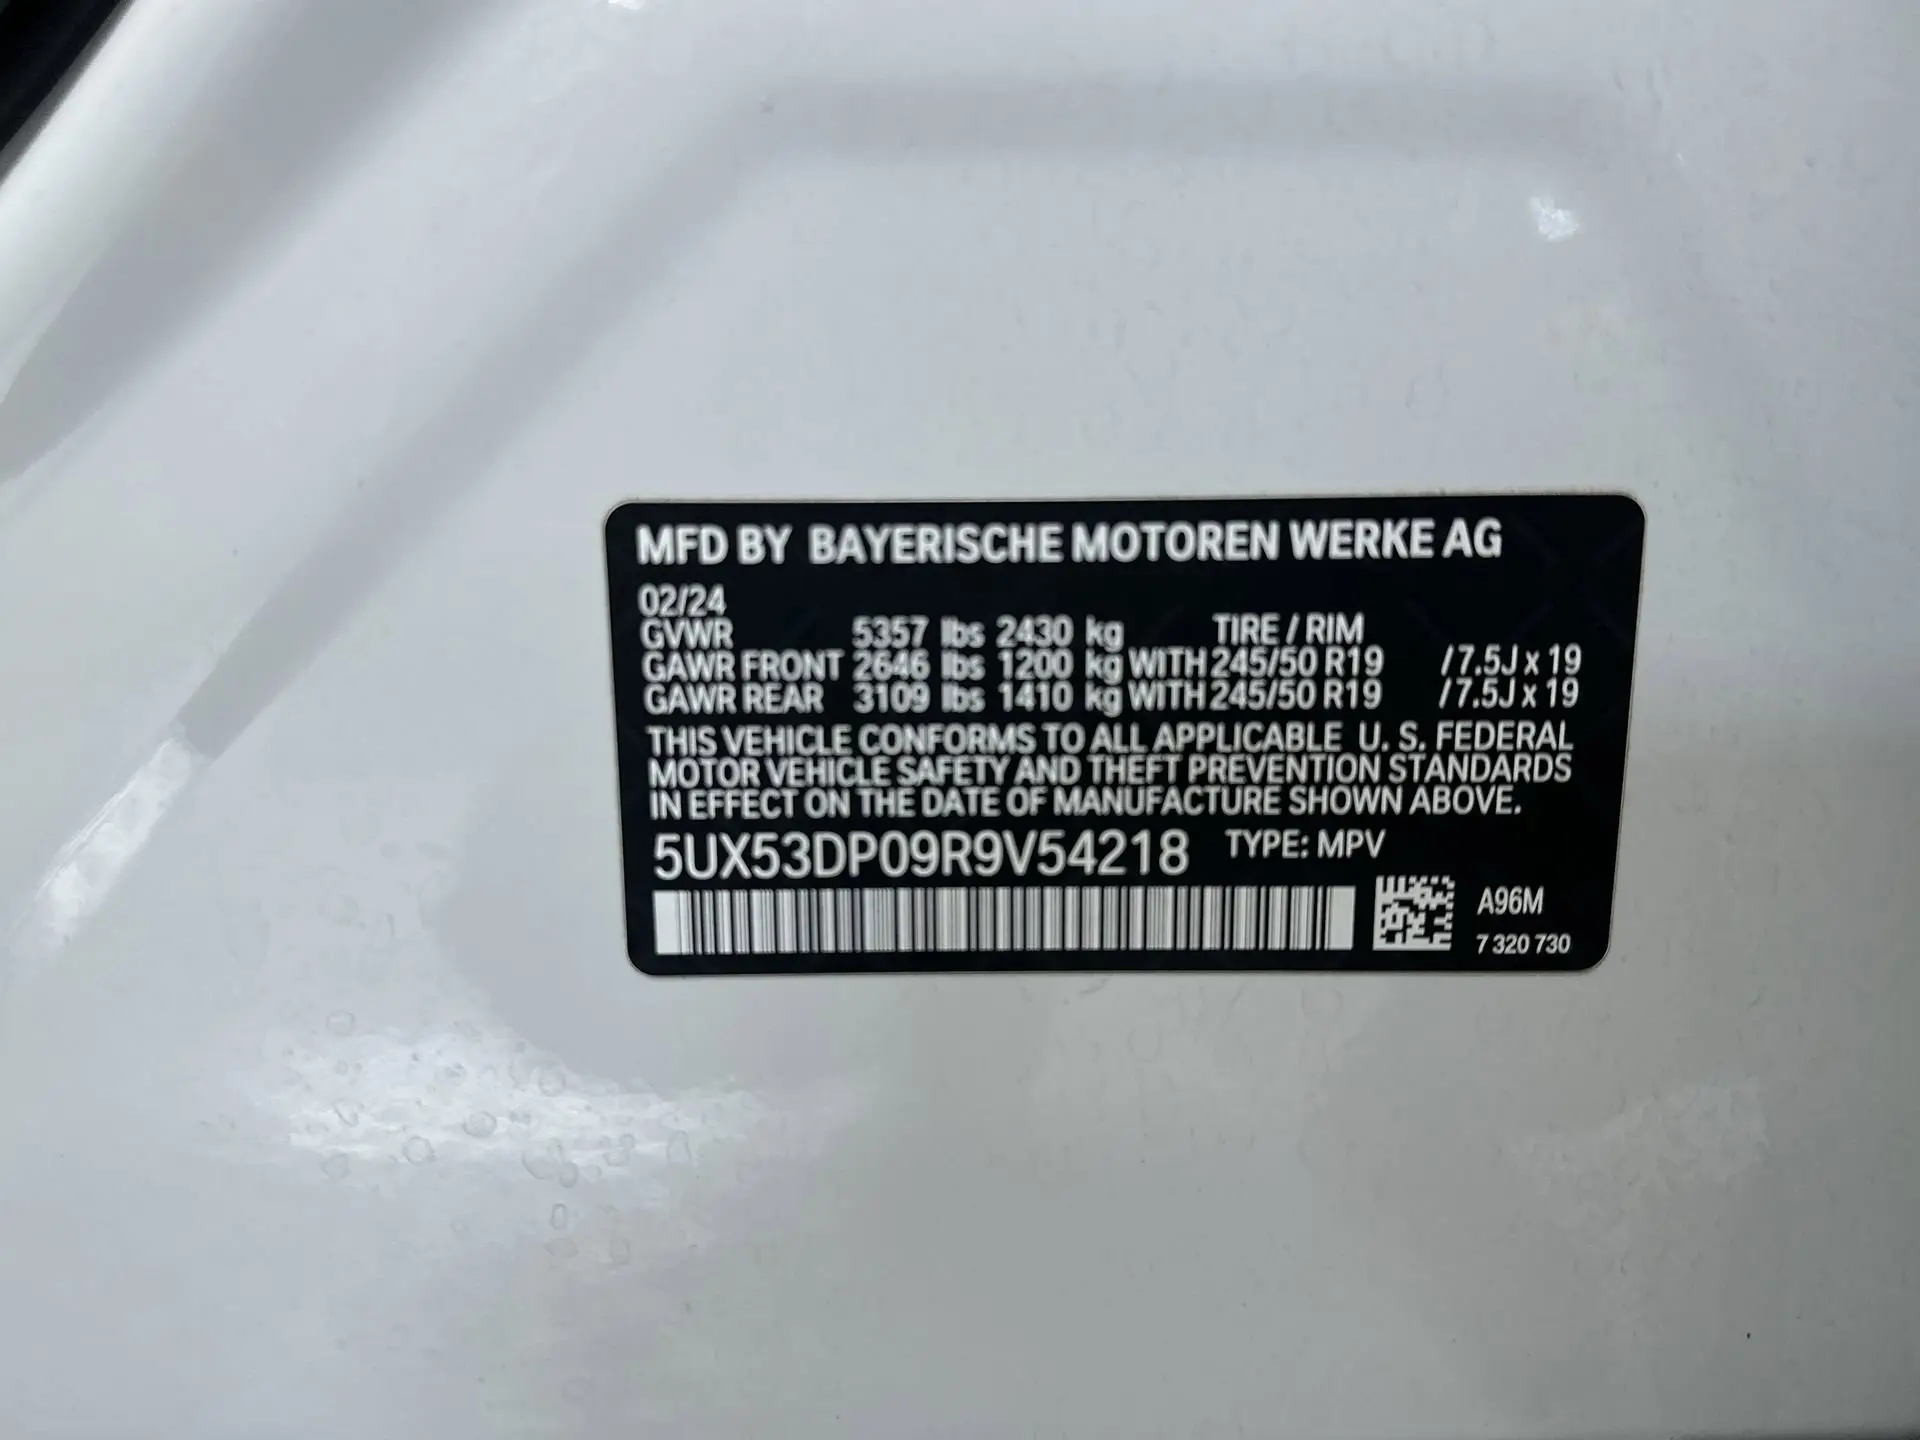 MFD BY BAYERISCHE MOTOREN WERKE AG
02/24
GVWR 5357 lbs 2430 kg TIRE / RIM
GAWR FRONT 2646 lbs 1200 kg WITH 245/50 R19 / 7.5J x 19
GAWR REAR 3109 lbs 1410 kg WITH 245/50 R19 / 7.5J x 19
THIS VEHICLE CONFORMS TO ALL APPLICABLE U. S. FEDERAL
MOTOR VEHICLE SAFETY AND THEFT PREVENTION STANDARDS
IN EFFECT ON THE DATE OF MANUFACTURE SHOWN ABOVE.
5UX53DP09R9V54218 TYPE: MPV
A96M
7 320 730